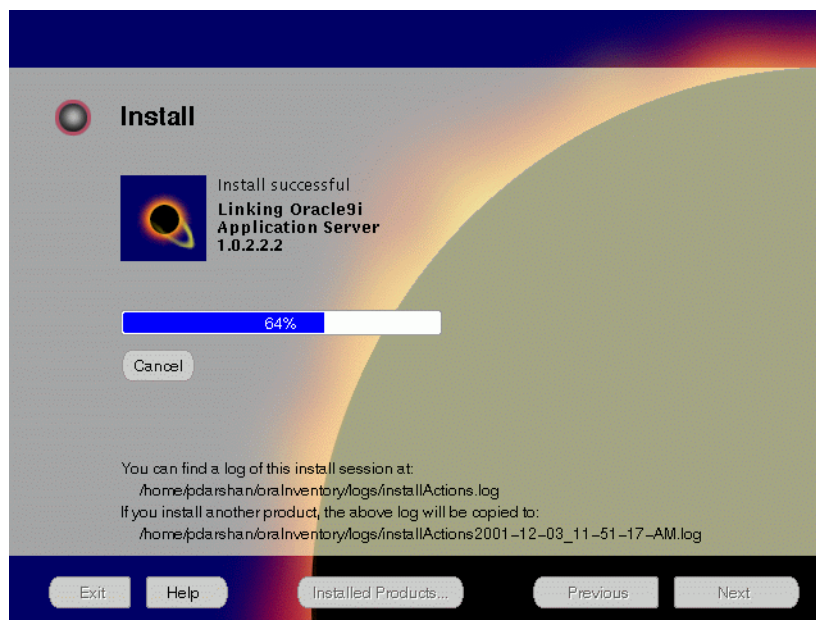 Install
Install successful
Linking Oracle9i
Application Server
1.0.2.2.2
64%
Cancel
You can find a log of this install session at:
/home/pdarshan/oraInventory/logs/installActions.log
If you install another product, the above log will be copied to:
/home/pdarshan/oraInventory/logs/installActions2001-12-03_11-51-17-AM.log
Exit
Help
Installed Products...
Previous
Next